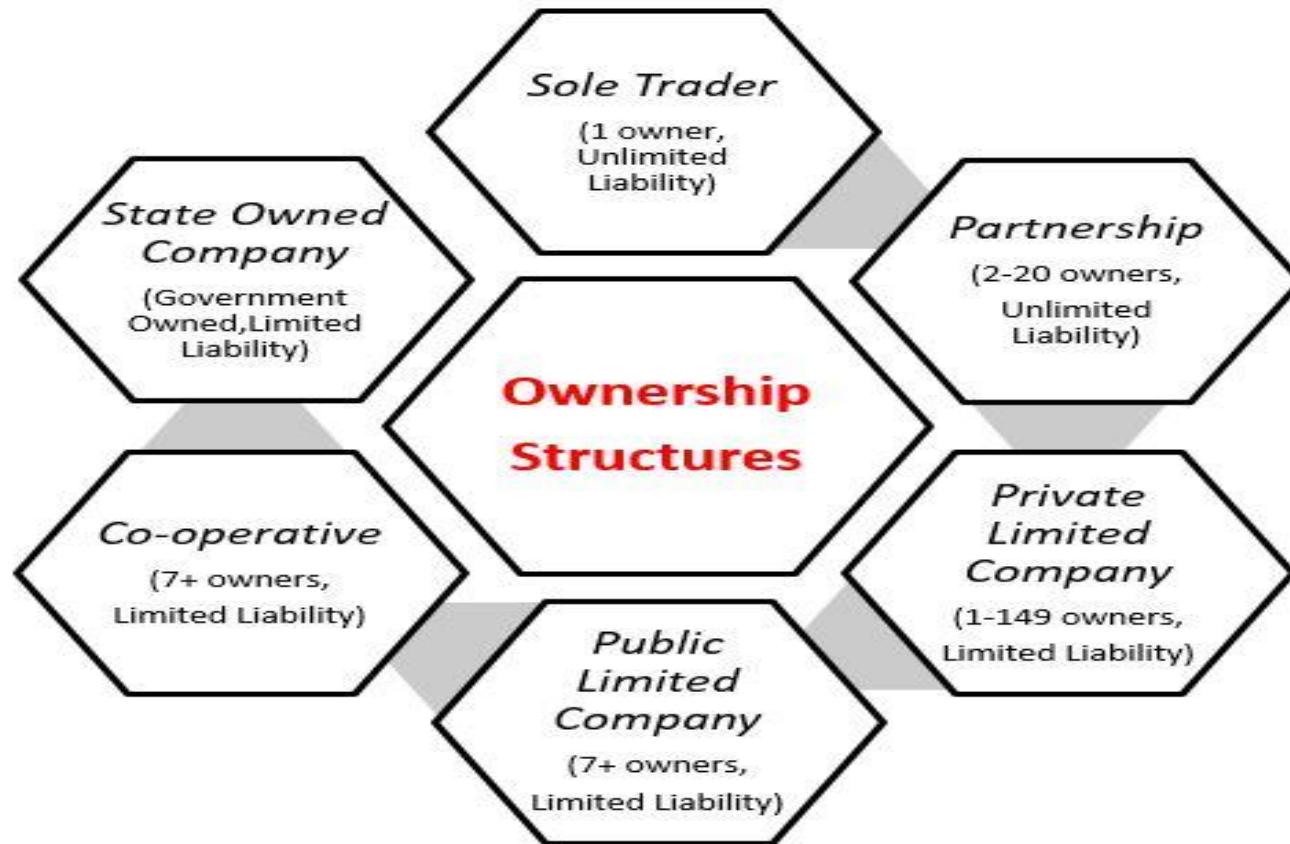 Sole Trader
(1 owner,
Unlimited
Liability)
Partnership
(2-20 owners,
Unlimited
Liability)
Private
Limited
Company
(1-149 owners,
Limited Liability)
Public
Limited
Company
(7+ owners,
Limited Liability)
Co-operative
(7+ owners,
Limited Liability)
State Owned
Company
(Government
Owned,Limited
Liability)
Ownership
Structures